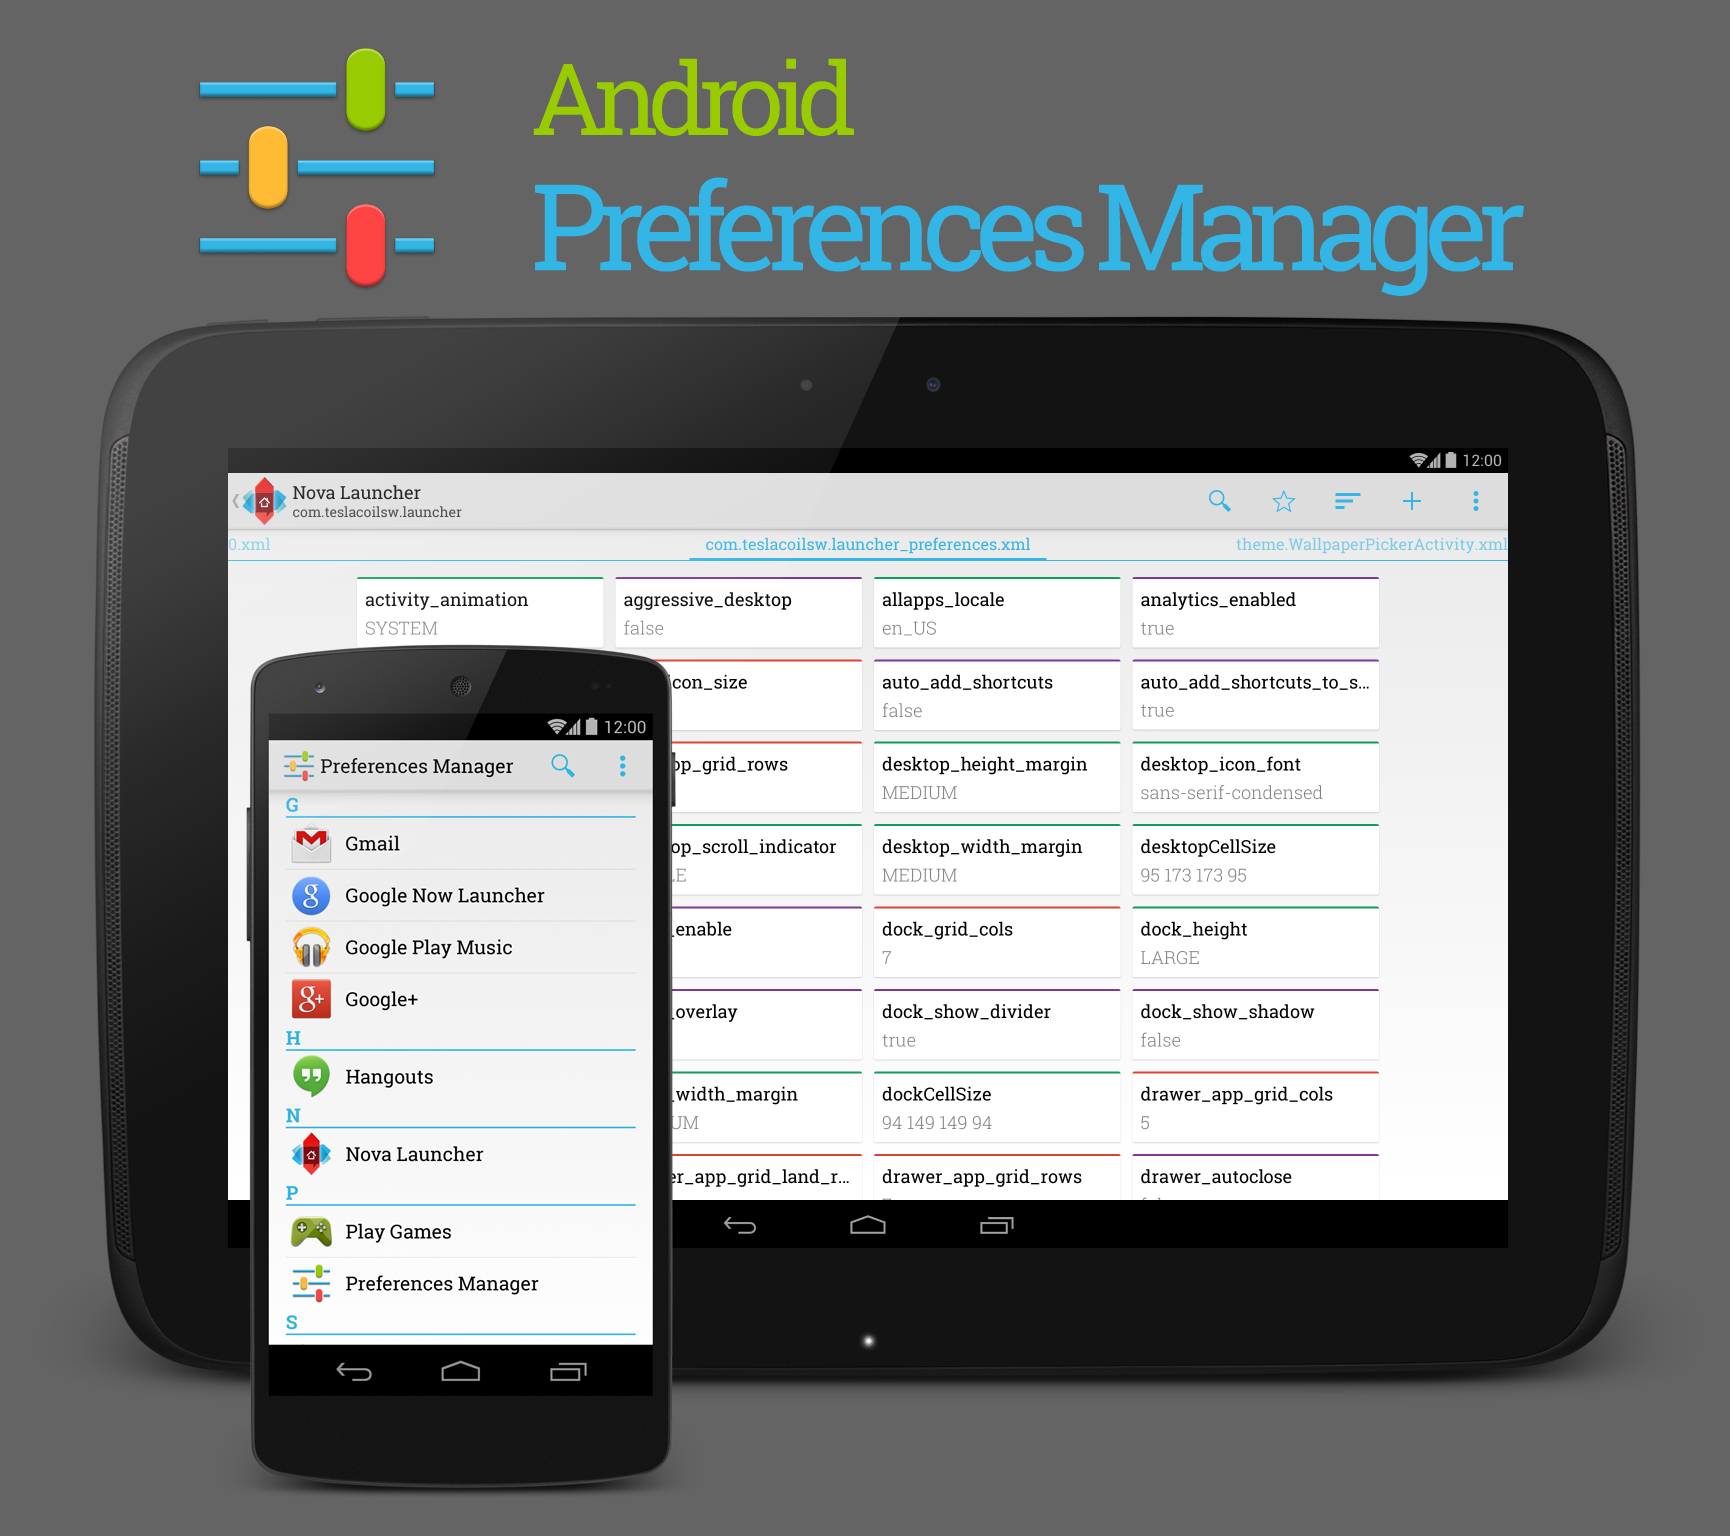 Android
Preferences Manager
12:00
Nova Launcher
com.teslacoilsw.launcher
0.xml
com.teslacoilsw.launcher_preferences.xml
theme.WallpaperPickerActivity.xml
activity_animation
SYSTEM
aggressive_desktop
false
allapps_locale
en_US
analytics_enabled
true
icon_size
auto_add_shortcuts
false
auto_add_shortcuts_to_s...
true
op_grid_rows
desktop_height_margin
MEDIUM
desktop_icon_font
sans-serif-condensed
op_scroll_indicator
LE
desktop_width_margin
MEDIUM
desktopCellSize
95 173 173 95
_enable
dock_grid_cols
7
dock_height
LARGE
overlay
dock_show_divider
true
dock_show_shadow
false
_width_margin
UM
dockCellSize
94 149 149 94
drawer_app_grid_cols
5
er_app_grid_land_r...
drawer_app_grid_rows
drawer_autoclose
12:00
Preferences Manager
G
Gmail
Google Now Launcher
Google Play Music
Google+
H
Hangouts
N
Nova Launcher
P
Play Games
Preferences Manager
S